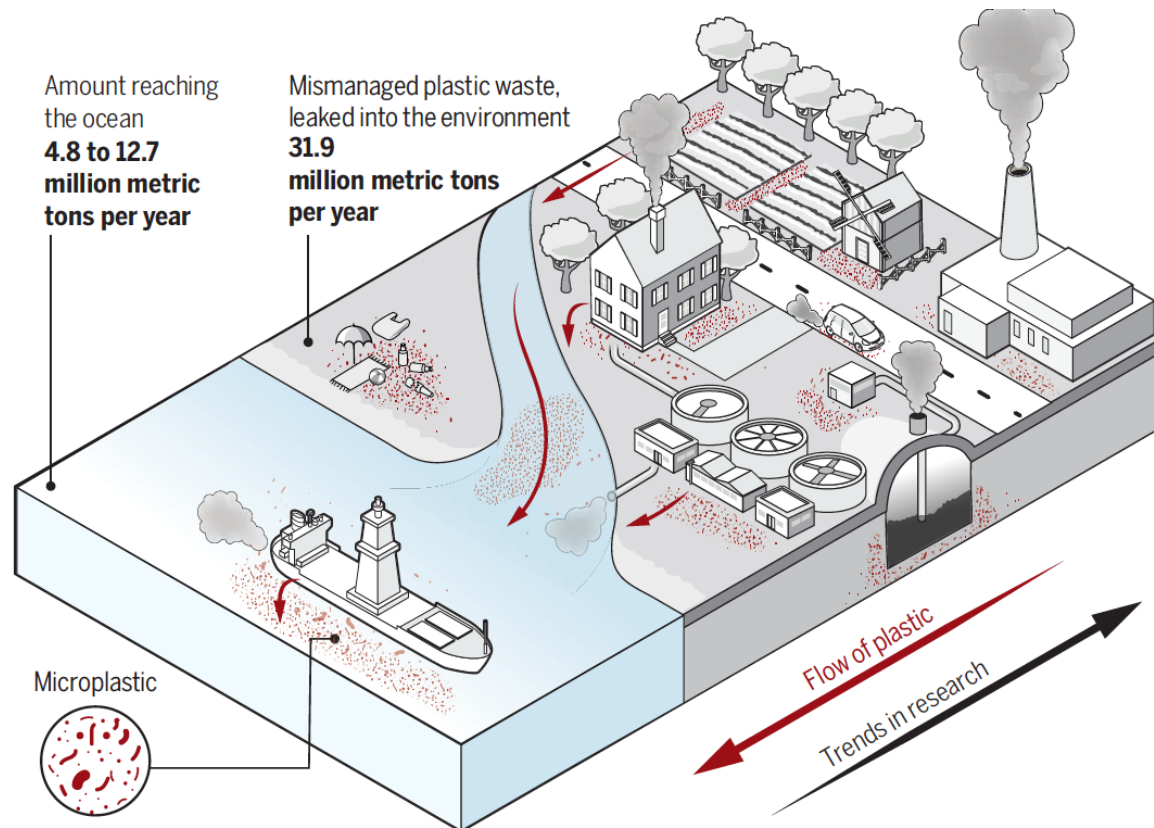 Amount reaching
the ocean
4.8 to 12.7
million metric
tons per year
Mismanaged plastic waste,
leaked into the environment
31.9
million metric tons
per year
Microplastic
Flow of plastic
Trends in research